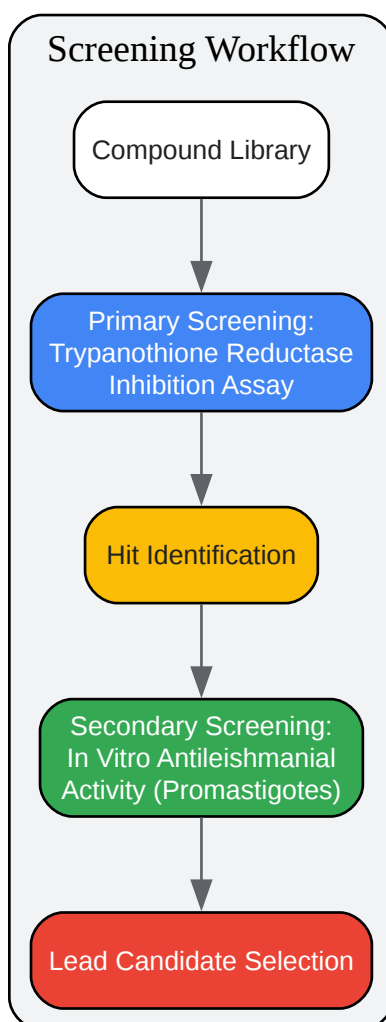 Screening Workflow
Compound Library
Primary Screening:
Trypanothione Reductase
Inhibition Assay
Hit Identification
Secondary Screening:
In Vitro Antileishmanial
Activity (Promastigotes)
Lead Candidate Selection